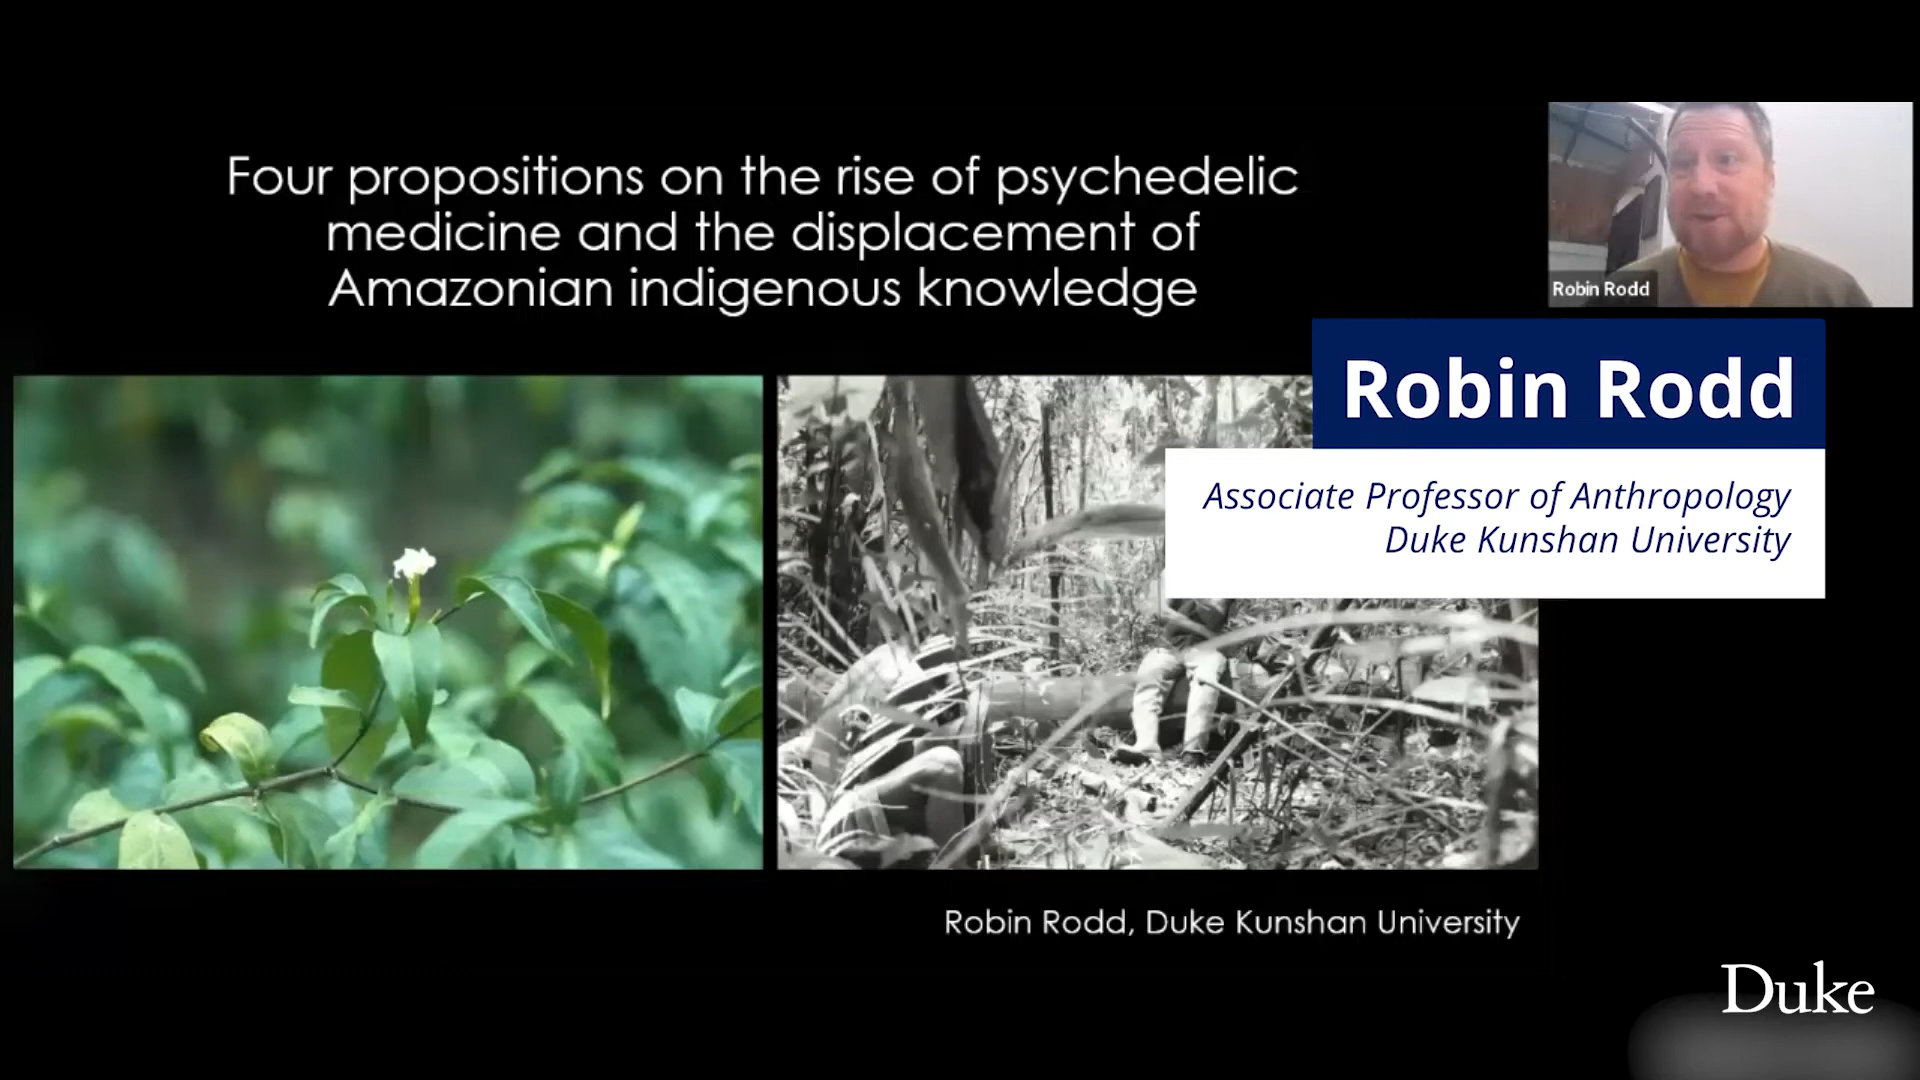 Four propositions on the rise of psychedelic
medicine and the displacement of
Amazonian indigenous knowledge
Robin Rodd
Robin Rodd
Associate Professor of Anthropology
Duke Kunshan University
Robin Rodd, Duke Kunshan University
Duke